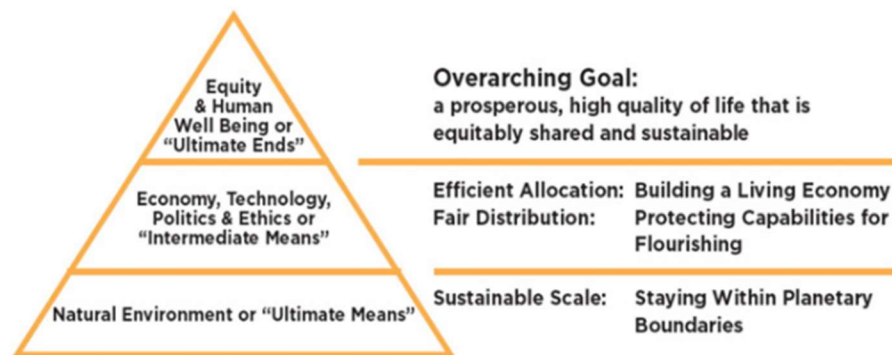 Equity
& Human
Well Being or
“Ultimate Ends”
Overarching Goal:
a prosperous, high quality of life that is
equitably shared and sustainable
Economy, Technology,
Politics & Ethics or
“Intermediate Means”
Efficient Allocation: Building a Living Economy
Fair Distribution: Protecting Capabilities for
Flourishing
Natural Environment or “Ultimate Means”
Sustainable Scale: Staying Within Planetary
Boundaries